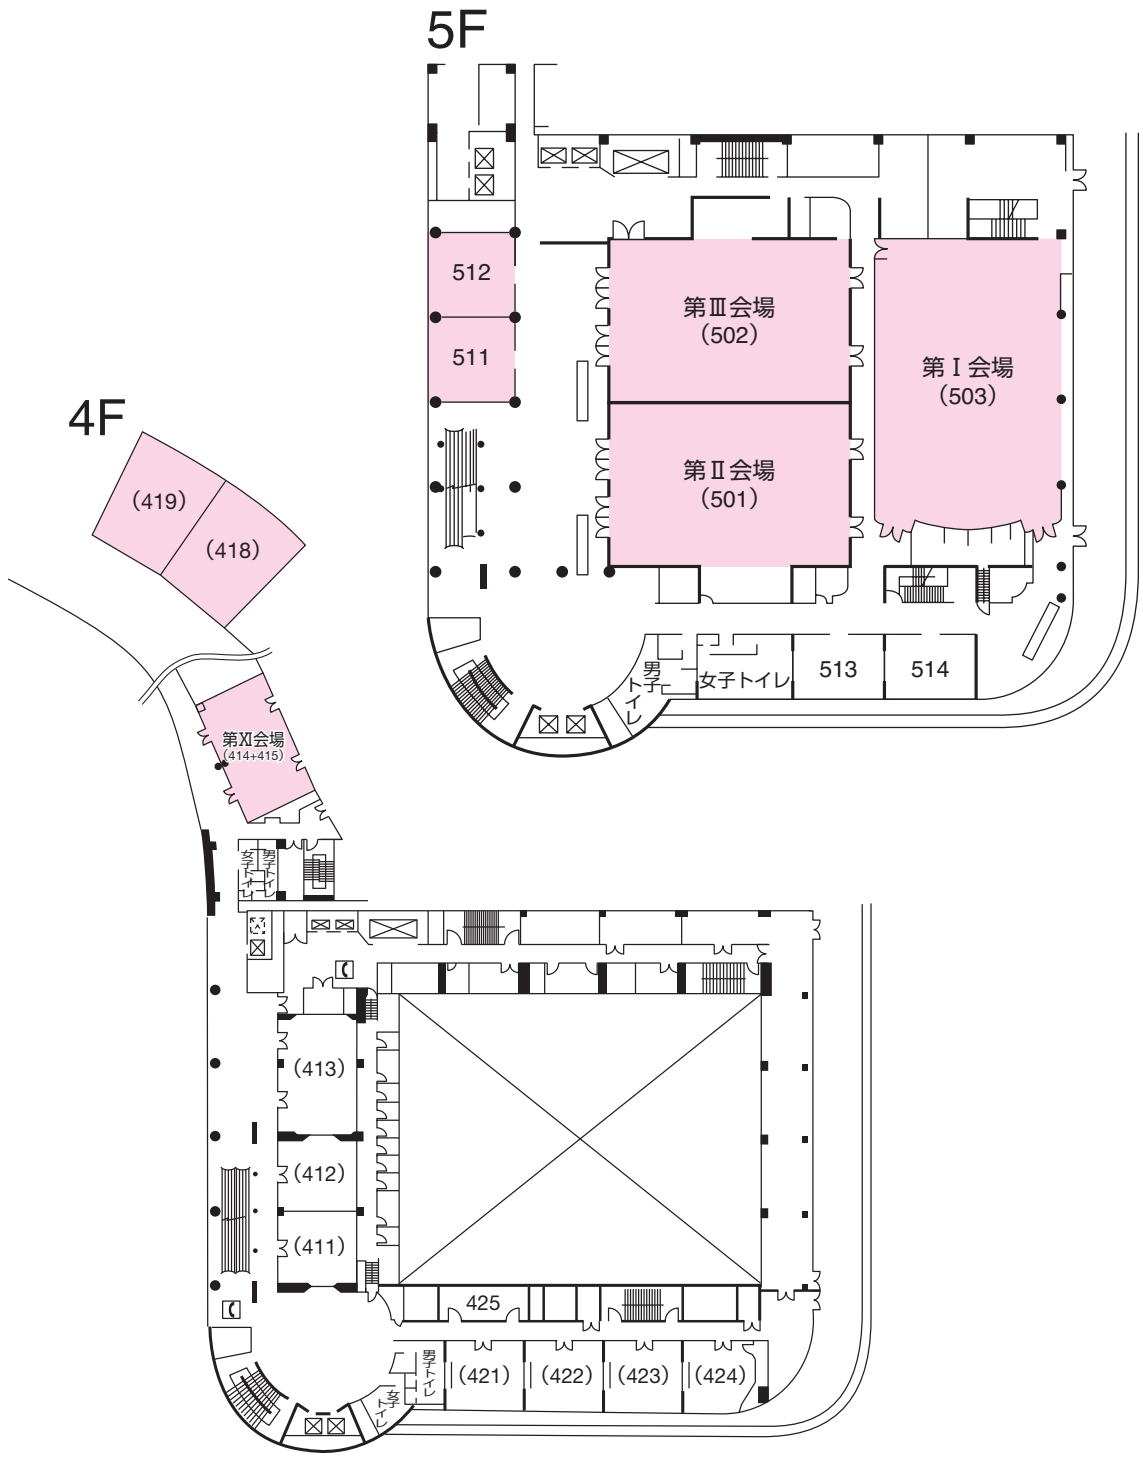 5F
512
511
第Ⅲ会場
(502)
第Ⅰ会場
(503)
第Ⅱ会場
(501)
男子
トイレ
女子トイレ
513
514
4F
(419)
(418)
第Ⅺ会場
(414+415)
女子トイレ
男子トイレ
(413)
(412)
(411)
425
男子トイレ
女子
トイレ
(421)
(422)
(423)
(424)